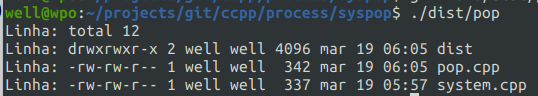 well@wpo:~/projects/git/ccpp/process/syspop$ ./dist/pop
Linha: total 12
Linha: drwxrwxr-x 2 well well 4096 mar 19 06:05 dist
Linha: -rw-rw-r-- 1 well well  342 mar 19 06:05 pop.cpp
Linha: -rw-rw-r-- 1 well well  337 mar 19 05:57 system.cpp